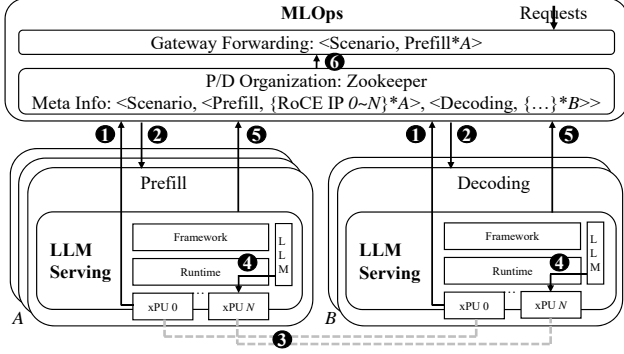 MLOps
Requests
Gateway Forwarding: <Scenario, Prefill*A>
6
P/D Organization: Zookeeper
Meta Info: <Scenario, <Prefill, {RoCE IP 0~N}*A>, <Decoding, {…}*B>>
1 2 5 1 2 5
Prefill
Decoding
LLM Serving
Framework
Runtime
LLM
4
xPU 0 .. xPU N
A
LLM Serving
Framework
Runtime
LLM
4
xPU 0 .. xPU N
B
3